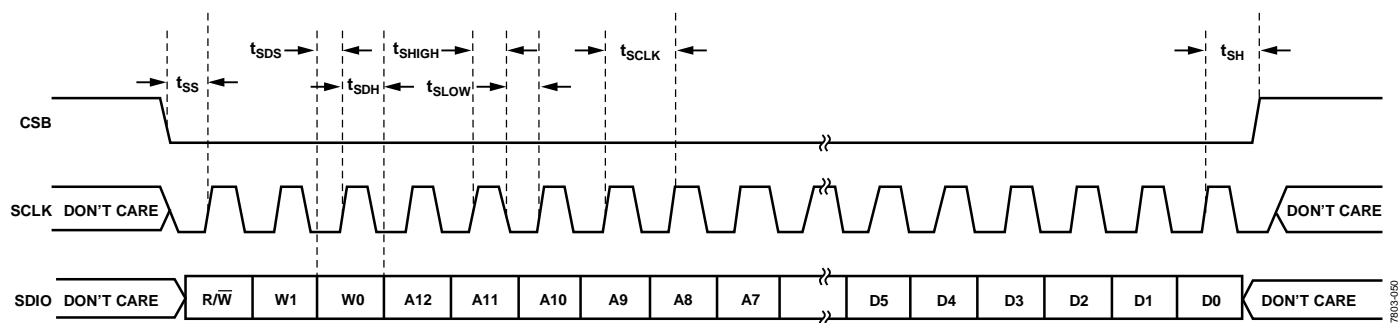 tSDS
tSHIGH
tSCLK
tSH
tSS
tSDH
tSLOW
CSB
SCLK DON'T CARE DON'T CARE
SDIO DON'T CARE R/W̅ W1 W0 A12 A11 A10 A9 A8 A7 D5 D4 D3 D2 D1 D0 DON'T CARE
7803-050